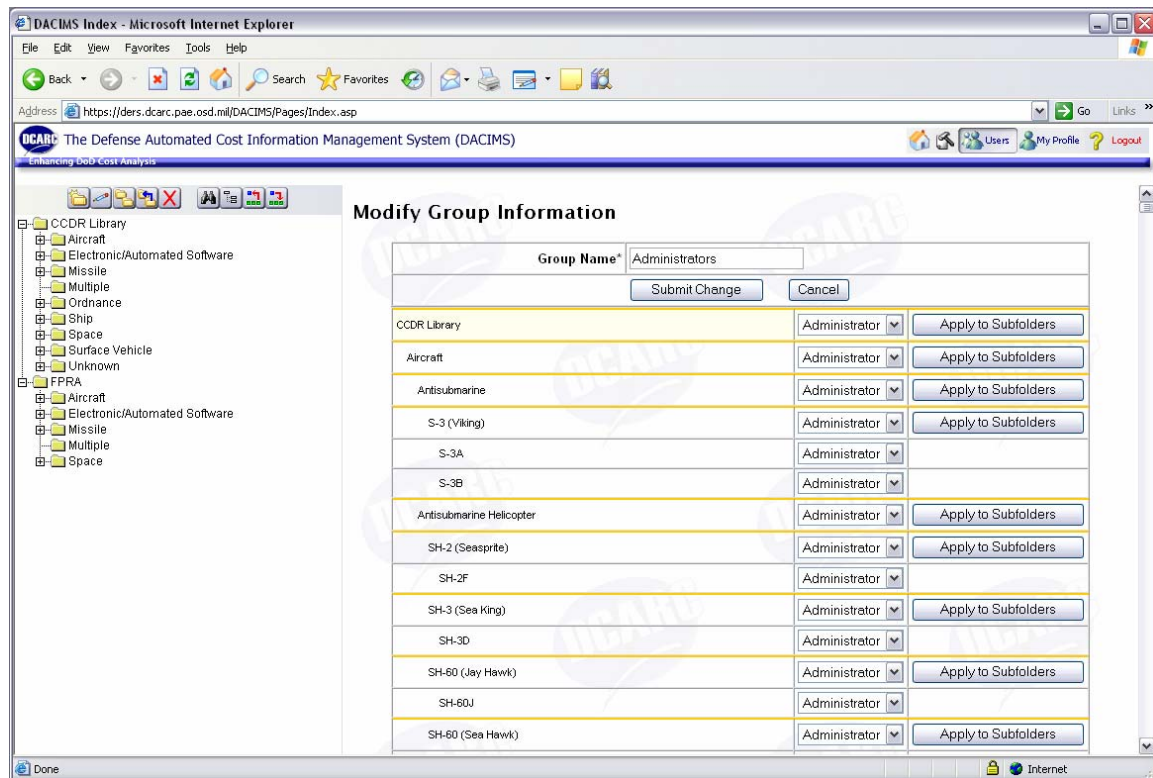 DACIMS Index - Microsoft Internet Explorer
File Edit View Favorites Tools Help
Back Search Favorites
Address https://ders.dcarc.pae.osd.mil/DACIMS/Pages/Index.asp Go Links »
DCARC The Defense Automated Cost Information Management System (DACIMS) Users My Profile Logout
Enhancing DoD Cost Analysis
CCDR Library
Aircraft
Electronic/Automated Software
Missile
Multiple
Ordnance
Ship
Space
Surface Vehicle
Unknown
FPRA
Aircraft
Electronic/Automated Software
Missile
Multiple
Space
Modify Group Information
Group Name* Administrators
Submit Change Cancel
CCDR Library Administrator Apply to Subfolders
Aircraft Administrator Apply to Subfolders
Antisubmarine Administrator Apply to Subfolders
S-3 (Viking) Administrator Apply to Subfolders
S-3A Administrator
S-3B Administrator
Antisubmarine Helicopter Administrator Apply to Subfolders
SH-2 (Seasprite) Administrator Apply to Subfolders
SH-2F Administrator
SH-3 (Sea King) Administrator Apply to Subfolders
SH-3D Administrator
SH-60 (Jay Hawk) Administrator Apply to Subfolders
SH-60J Administrator
SH-60 (Sea Hawk) Administrator Apply to Subfolders
Done Internet